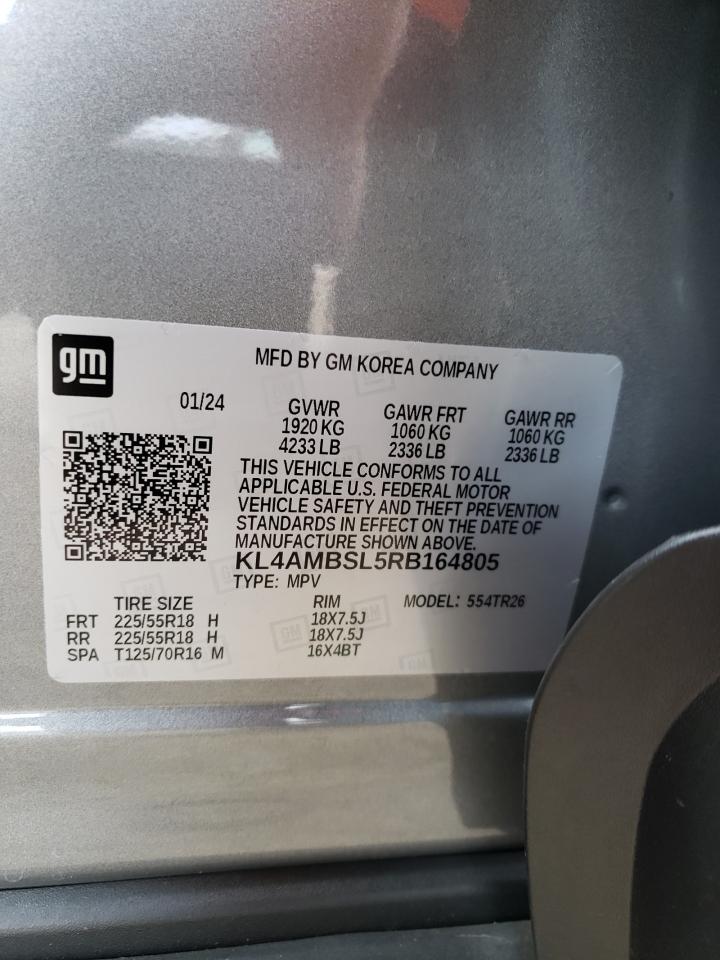 gm
MFD BY GM KOREA COMPANY
01/24
GVWR GAWR FRT GAWR RR
1920 KG 1060 KG 1060 KG
4233 LB 2336 LB 2336 LB
THIS VEHICLE CONFORMS TO ALL
APPLICABLE U.S. FEDERAL MOTOR
VEHICLE SAFETY AND THEFT PREVENTION
STANDARDS IN EFFECT ON THE DATE OF
MANUFACTURE SHOWN ABOVE.
KL4AMBSL5RB164805
TYPE: MPV
TIRE SIZE RIM MODEL: 554TR26
FRT 225/55R18 H 18X7.5J
RR 225/55R18 H 18X7.5J
SPA T125/70R16 M 16X4BT